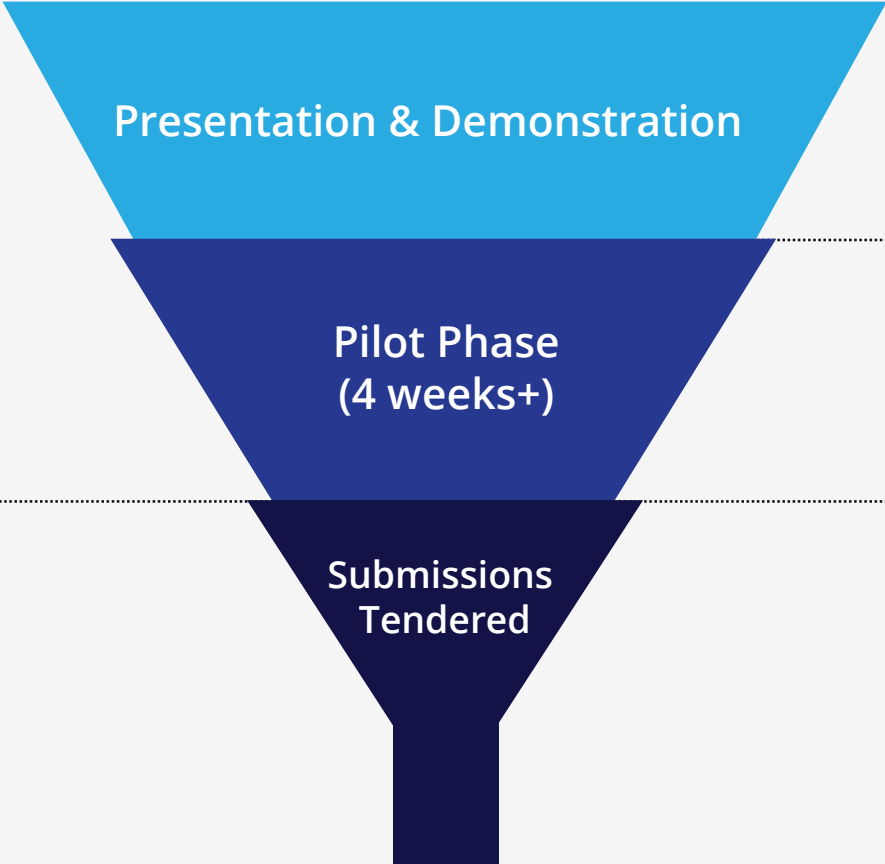 Presentation & Demonstration
Pilot Phase
(4 weeks+)
Submissions
Tendered